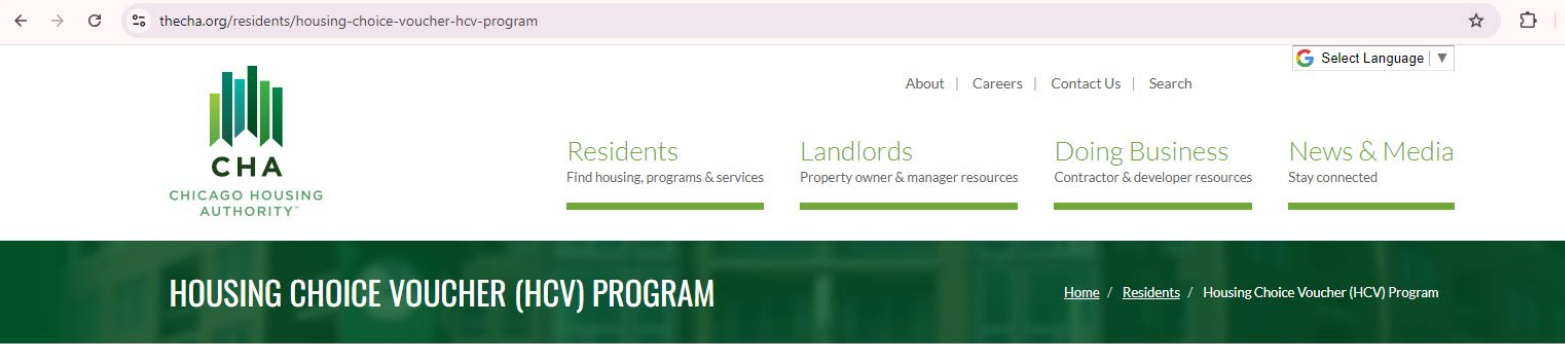 thecha.org/residents/housing-choice-voucher-hcv-program
Select Language ▼
About | Careers | Contact Us | Search
CHA
CHICAGO HOUSING
AUTHORITY™
Residents
Find housing, programs & services
Landlords
Property owner & manager resources
Doing Business
Contractor & developer resources
News & Media
Stay connected
HOUSING CHOICE VOUCHER (HCV) PROGRAM
Home / Residents / Housing Choice Voucher (HCV) Program